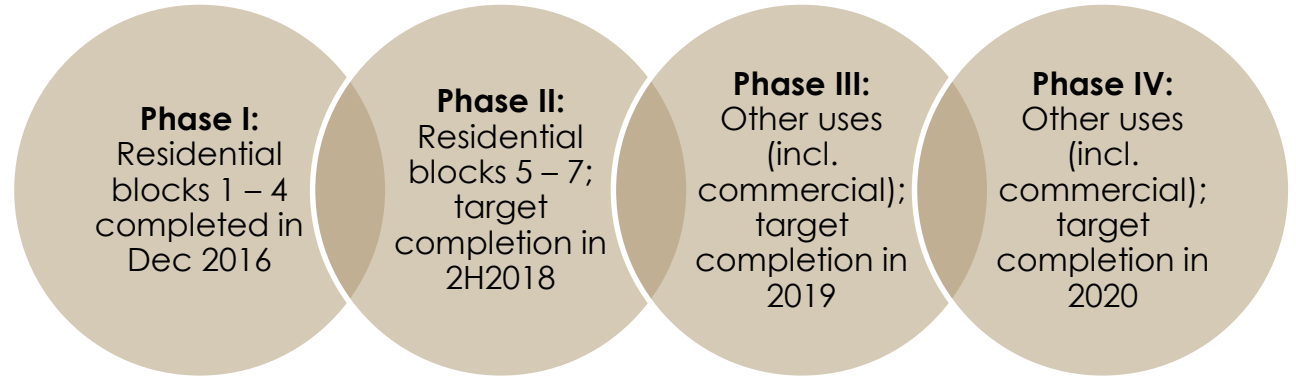 Phase I:
Residential
blocks 1 – 4
completed in
Dec 2016
Phase II:
Residential
blocks 5 – 7;
target
completion in
2H2018
Phase III:
Other uses
(incl.
commercial);
target
completion in
2019
Phase IV:
Other uses
(incl.
commercial);
target
completion in
2020